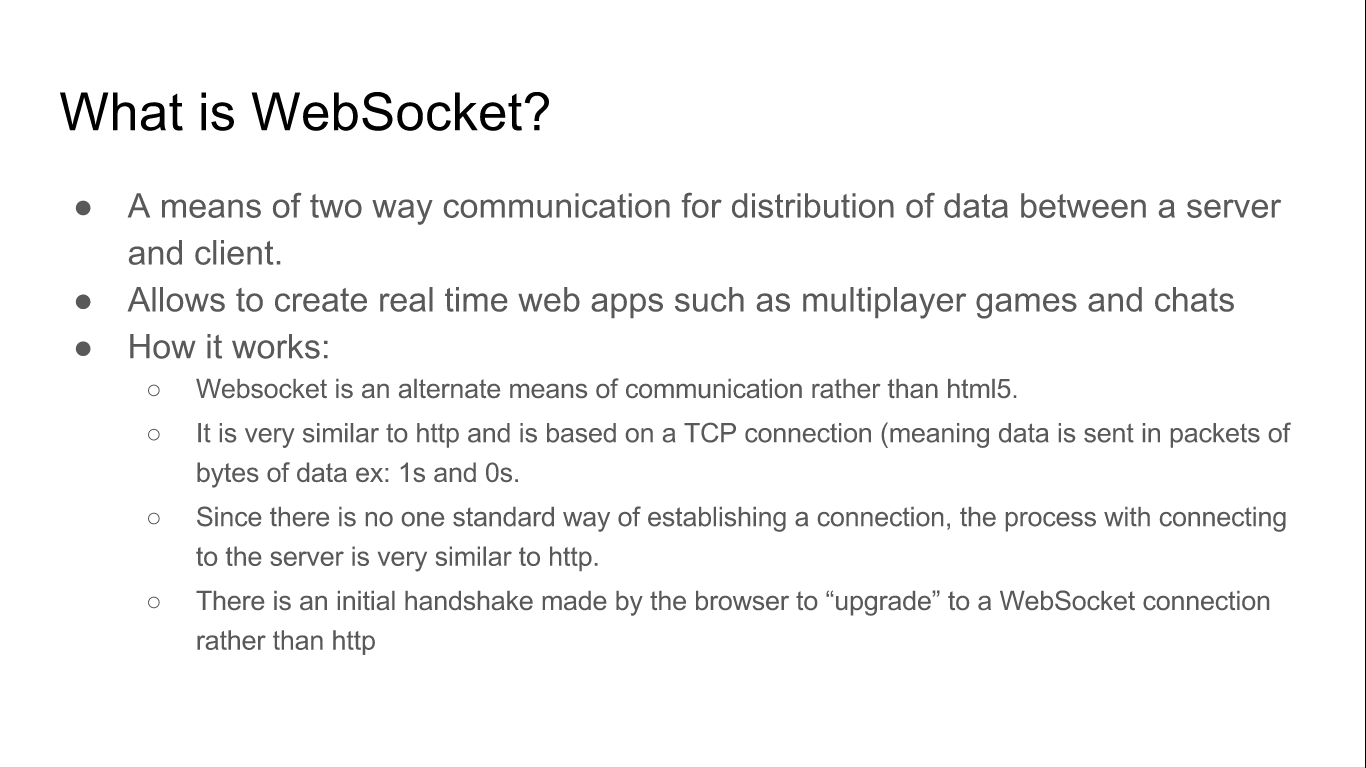 What is WebSocket?
● A means of two way communication for distribution of data between a server
and client.
● Allows to create real time web apps such as multiplayer games and chats
● How it works:
○ Websocket is an alternate means of communication rather than html5.
○ It is very similar to http and is based on a TCP connection (meaning data is sent in packets of
bytes of data ex: 1s and 0s.
○ Since there is no one standard way of establishing a connection, the process with connecting
to the server is very similar to http.
○ There is an initial handshake made by the browser to “upgrade” to a WebSocket connection
rather than http